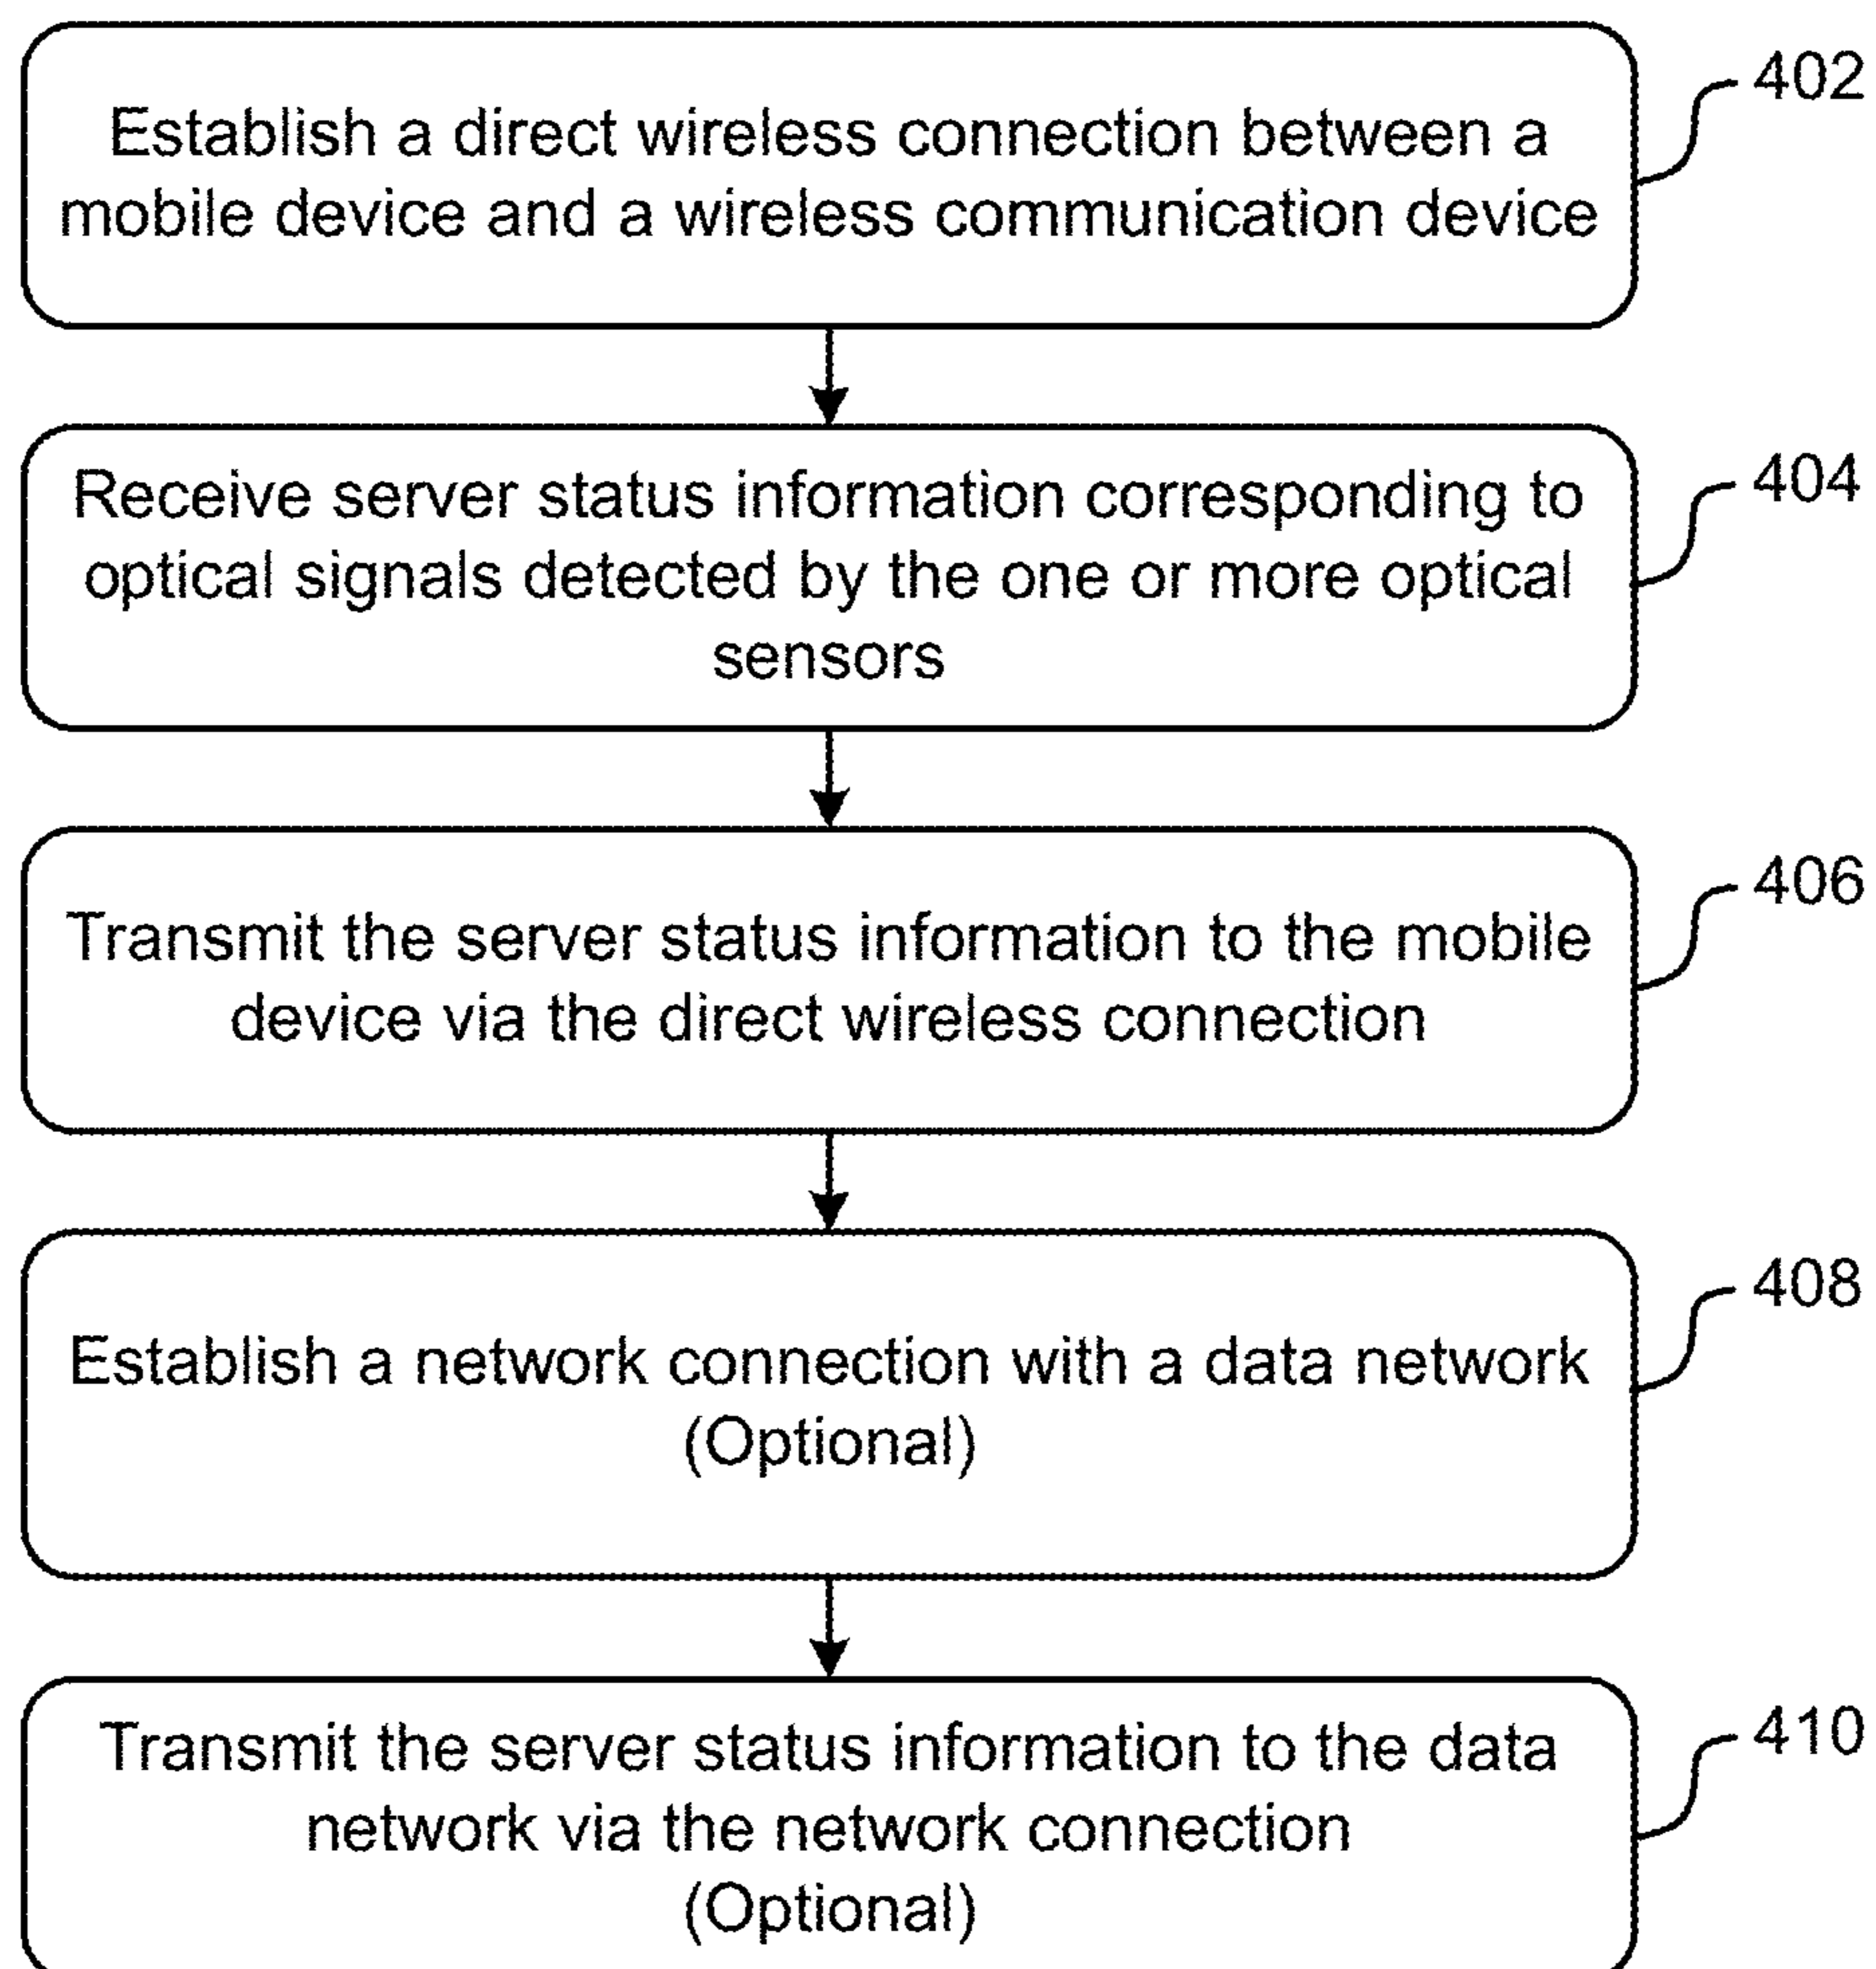 Establish a direct wireless connection between a
mobile device and a wireless communication device
402
Receive server status information corresponding to
optical signals detected by the one or more optical
sensors
404
Transmit the server status information to the mobile
device via the direct wireless connection
406
Establish a network connection with a data network
(Optional)
408
Transmit the server status information to the data
network via the network connection
(Optional)
410